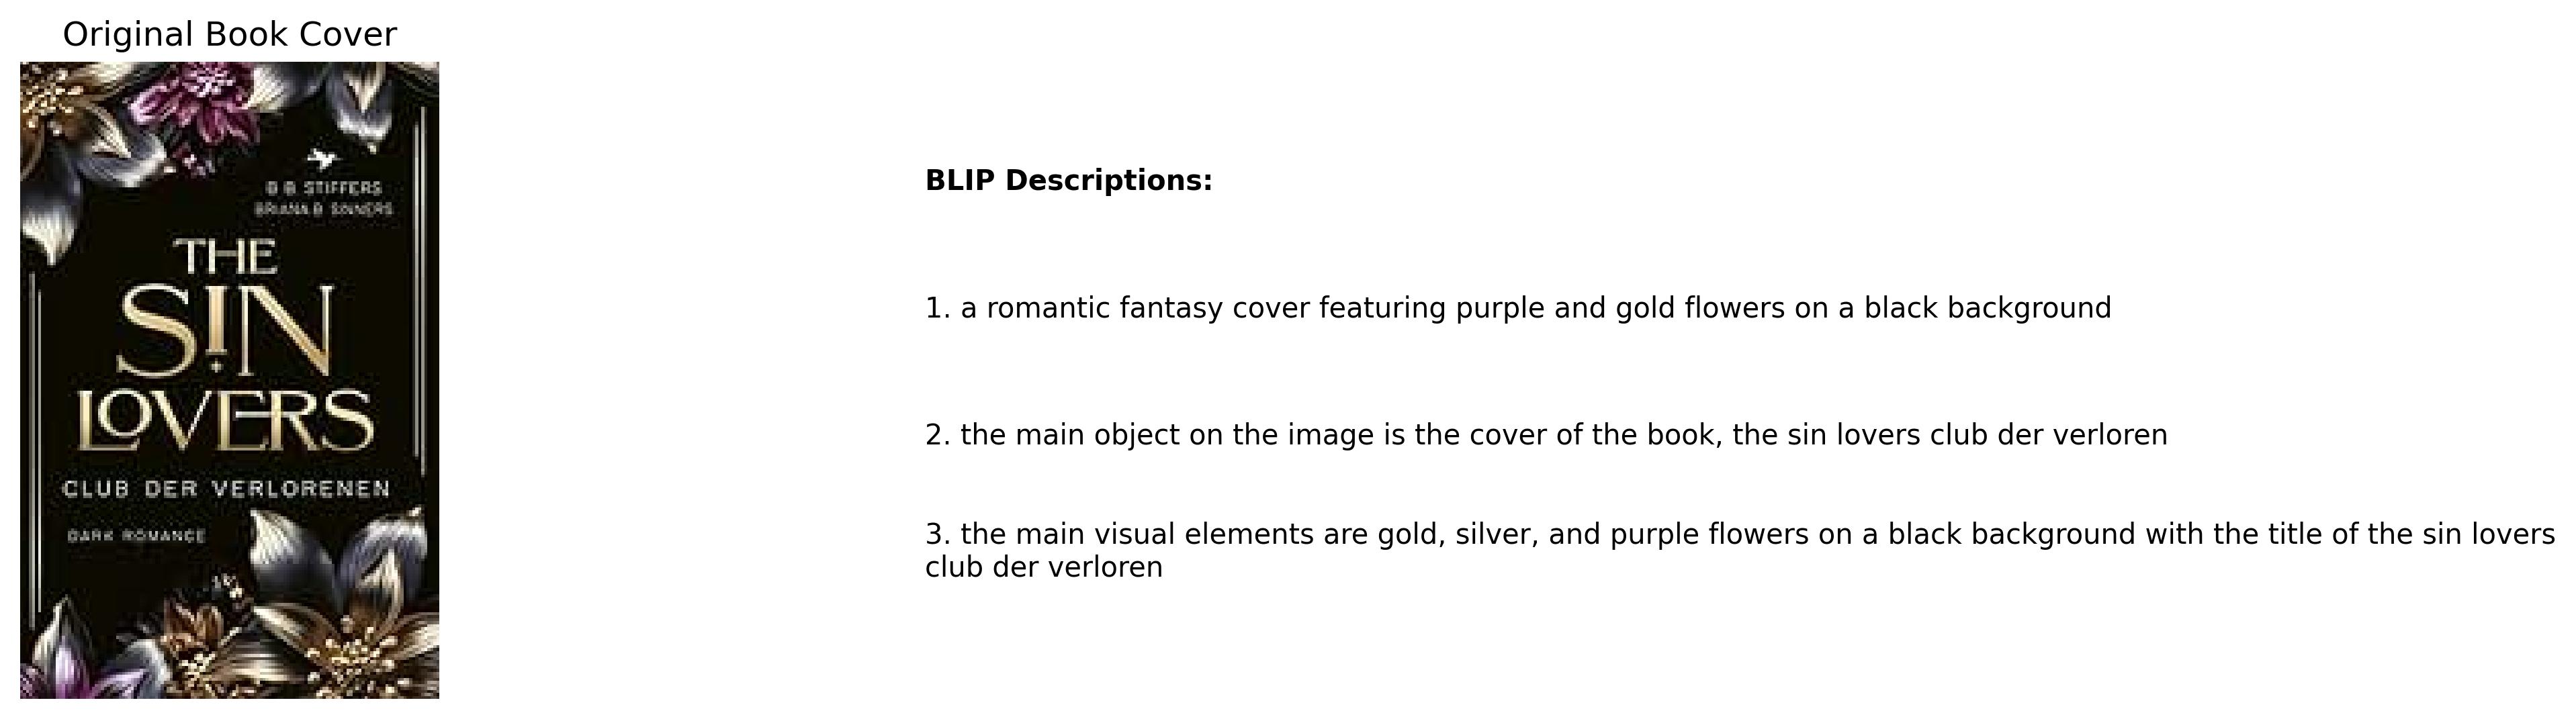 Original Book Cover
B B STIFFERS
BRIANA B SINNERS
THE
SIN
LOVERS
CLUB DER VERLORENEN
DARK ROMANCE
BLIP Descriptions:
1. a romantic fantasy cover featuring purple and gold flowers on a black background
2. the main object on the image is the cover of the book, the sin lovers club der verloren
3. the main visual elements are gold, silver, and purple flowers on a black background with the title of the sin lovers
club der verloren